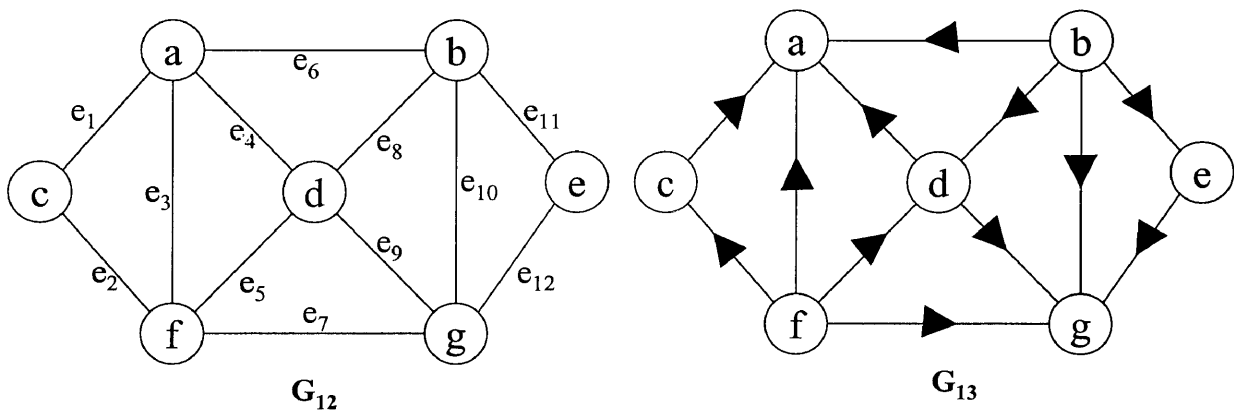 a
e₆
b
a
b
e₁
e₄
e₈
e₁₁
c
e₃
d
e₁₀
e
c
d
e
e₂
e₅
e₉
e₁₂
f
e₇
g
f
g
G₁₂
G₁₃